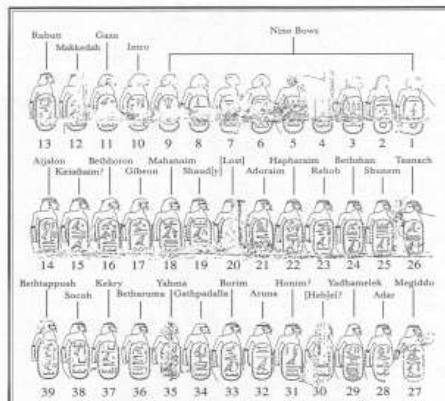 Rabuti Gaza Nine Bows
Makkedah Intro
13 12 11 10 9 8 7 6 5 4 3 2 1
Aijalon Bethhoron Mahanaim [Lost] Hapharaim Bethshan Taanach
Kiriathaim? Gibeon Shaud[y] Adoraim Rehob Shunem
14 15 16 17 18 19 20 21 22 23 24 25 26
Bethtappuah Kekry Yahma Borim Honim? Yadhamelek Megiddo
Socoh Betharuma Gathpadalla Aruna [Heb]el? Adar
39 38 37 36 35 34 33 32 31 30 29 28 27